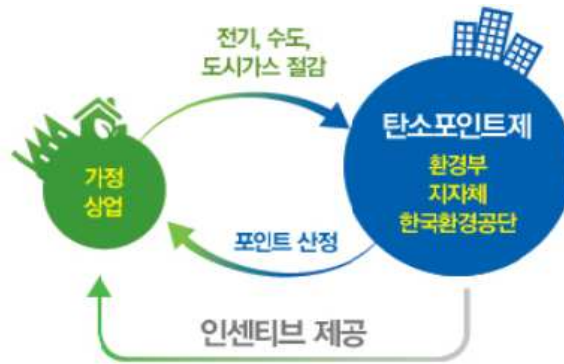 전기, 수도,
도시가스 절감
탄소포인트제
환경부
지자체
한국환경공단
가정
상업
포인트 산정
인센티브 제공